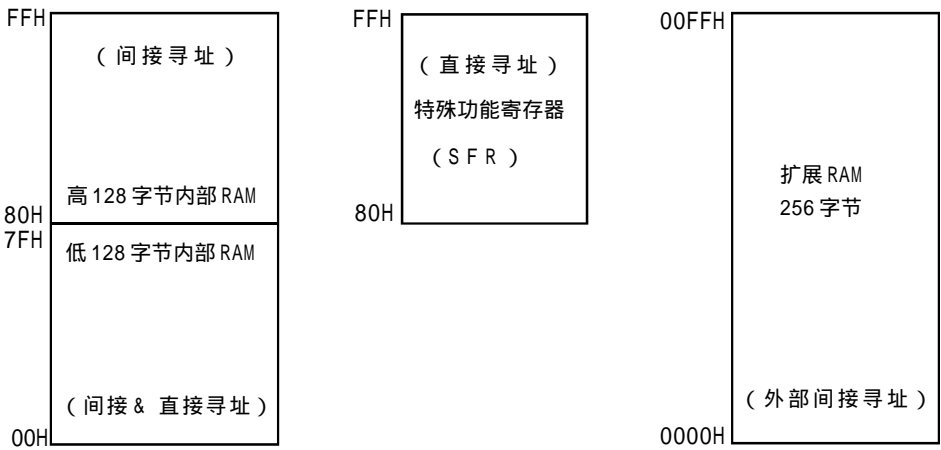 FFH
(间接寻址)
高128字节内部RAM
80H
7FH
低128字节内部RAM
(间接& 直接寻址)
00H
FFH
(直接寻址)
特殊功能寄存器
(SFR)
80H
00FFH
扩展RAM
256字节
(外部间接寻址)
0000H